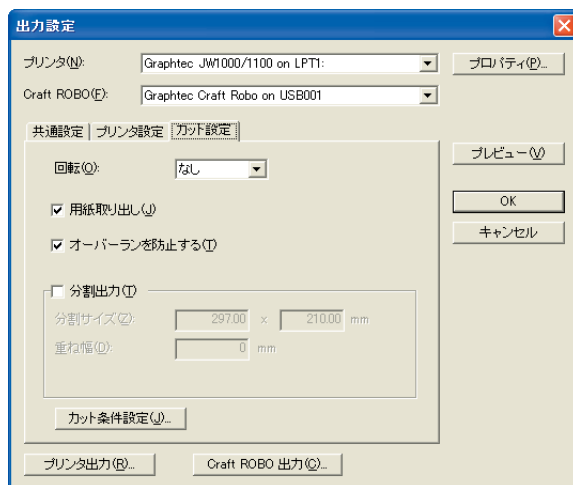 出力設定
プリンタ(N): Graphtec JW1000/1100 on LPT1: プロパティ(P)...
Craft ROBO(F): Graphtec Craft Robo on USB001
共通設定 プリンタ設定 カット設定
回転(O): なし プレビュー(V)
用紙取り出し(J) OK
オーバーランを防止する(T) キャンセル
分割出力(T)
分割サイズ(Z): 297.00 x 210.00 mm
重ね幅(D): 0 mm
カット条件設定(J)...
プリンタ出力(R)... Craft ROBO 出力(C)...